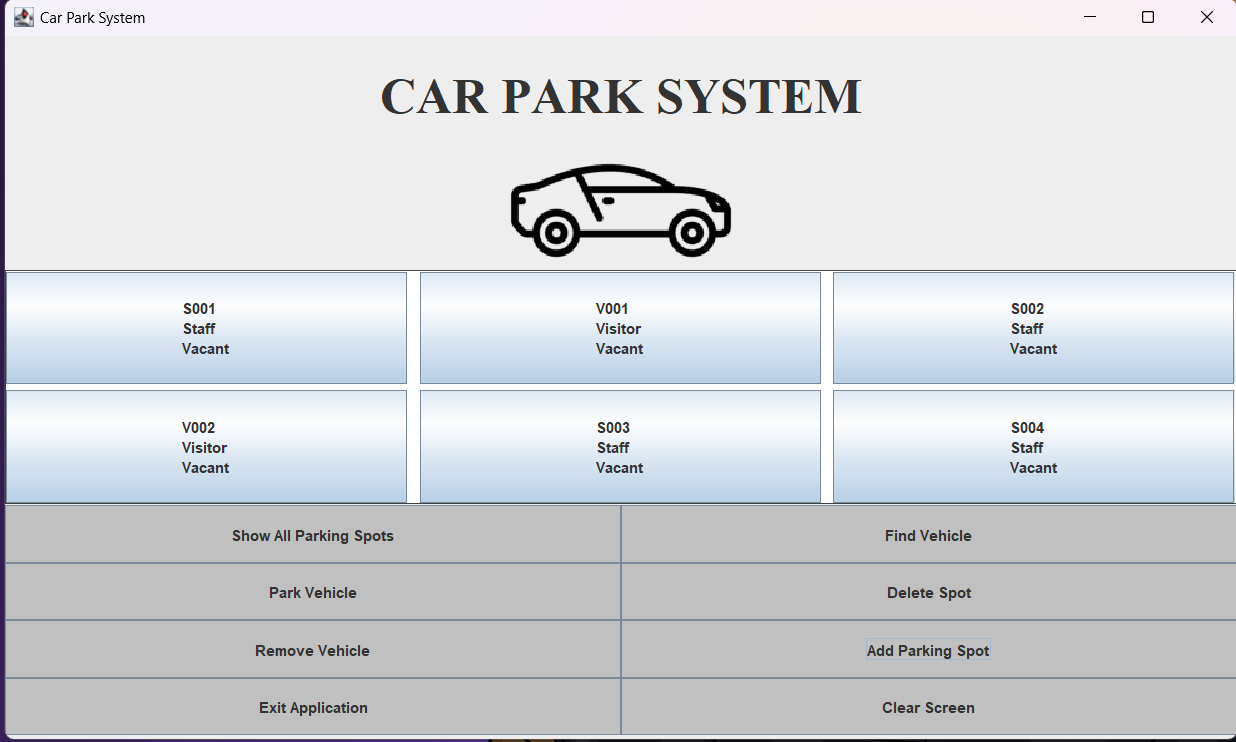 Car Park System
CAR PARK SYSTEM
S001
Staff
Vacant
V001
Visitor
Vacant
S002
Staff
Vacant
V002
Visitor
Vacant
S003
Staff
Vacant
S004
Staff
Vacant
Show All Parking Spots
Find Vehicle
Park Vehicle
Delete Spot
Remove Vehicle
Add Parking Spot
Exit Application
Clear Screen